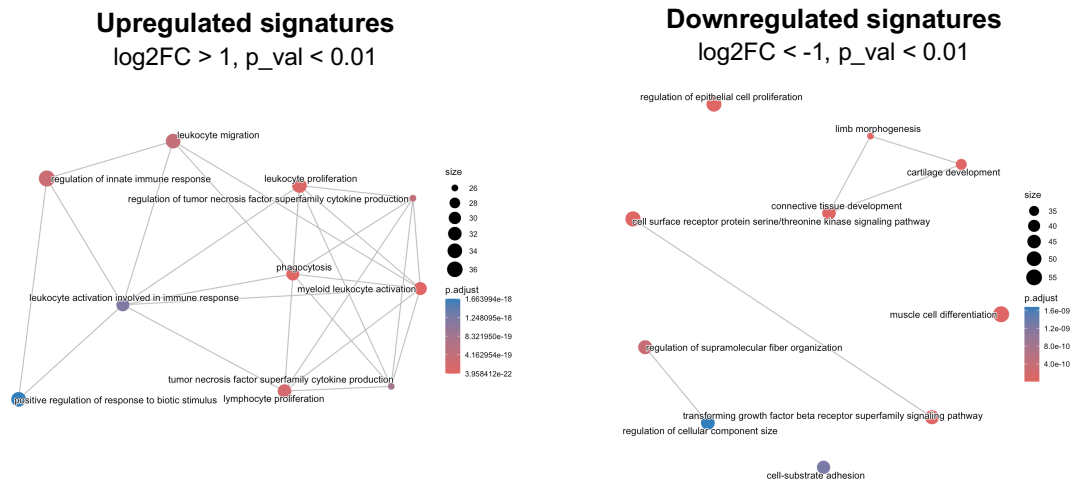 Upregulated signatures
log2FC > 1, p_val < 0.01
leukocyte migration
regulation of innate immune response
leukocyte proliferation
regulation of tumor necrosis factor superfamily cytokine production
phagocytosis
myeloid leukocyte activation
leukocyte activation involved in immune response
tumor necrosis factor superfamily cytokine production
positive regulation of response to biotic stimulus
lymphocyte proliferation
size
26
28
30
32
34
36
p.adjust
1.663994e-18
1.248095e-18
8.321950e-19
4.162954e-19
3.958412e-22
Downregulated signatures
log2FC < -1, p_val < 0.01
regulation of epithelial cell proliferation
limb morphogenesis
cartilage development
connective tissue development
cell surface receptor protein serine/threonine kinase signaling pathway
muscle cell differentiation
regulation of supramolecular fiber organization
transforming growth factor beta receptor superfamily signaling pathway
regulation of cellular component size
cell-substrate adhesion
size
35
40
45
50
55
p.adjust
1.6e-09
1.2e-09
8.0e-10
4.0e-10